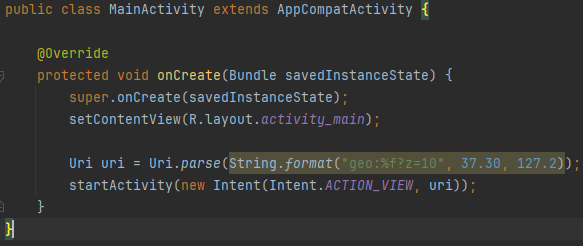 public class MainActivity extends AppCompatActivity {
@Override
protected void onCreate(Bundle savedInstanceState) {
super.onCreate(savedInstanceState);
setContentView(R.layout.activity_main);
Uri uri = Uri.parse(String.format("geo:%f?z=10", 37.30, 127.2));
startActivity(new Intent(Intent.ACTION_VIEW, uri));
}
}